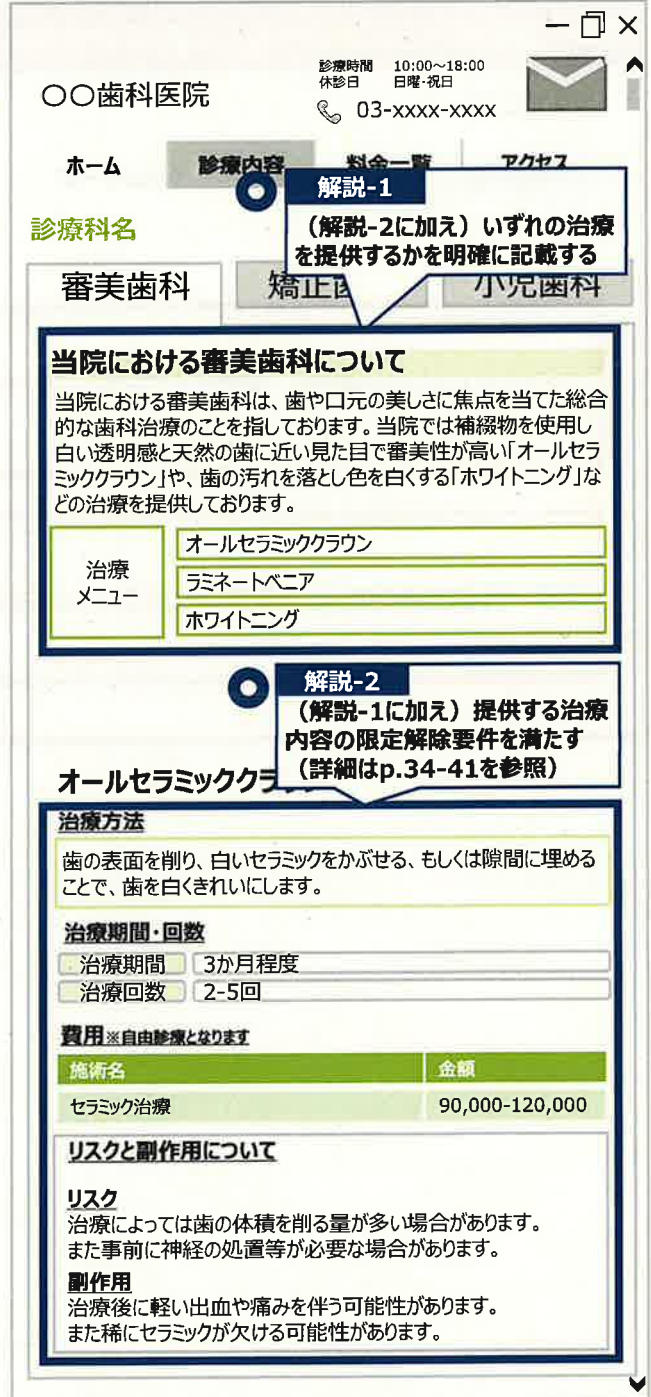 診療時間 10:00～18:00
休診日 日曜・祝日
〇〇歯科医院
03-xxxx-xxxx
ホーム 診療内容 料金一覧 アクセス
解説-1
（解説-2に加え）いずれの治療
を提供するかを明確に記載する
診療科名
審美歯科 矯正歯 小児歯科
当院における審美歯科について
当院における審美歯科は、歯や口元の美しさに焦点を当てた総合
的な歯科治療のことを指しております。当院では補綴物を使用し
白い透明感と天然の歯に近い見た目で審美性が高い「オールセラ
ミッククラウン」や、歯の汚れを落とし色を白くする「ホワイトニング」な
どの治療を提供しております。
治療
メニュー
オールセラミッククラウン
ラミネートベニア
ホワイトニング
解説-2
（解説-1に加え）提供する治療
内容の限定解除要件を満たす
（詳細はp.34-41を参照）
オールセラミッククラウン
治療方法
歯の表面を削り、白いセラミックをかぶせる、もしくは隙間に埋める
ことで、歯を白くきれいにします。
治療期間・回数
治療期間 3か月程度
治療回数 2-5回
費用※自由診療となります
施術名 金額
セラミック治療 90,000-120,000
リスクと副作用について
リスク
治療によっては歯の体積を削る量が多い場合があります。
また事前に神経の処置等が必要な場合があります。
副作用
治療後に軽い出血や痛みを伴う可能性があります。
また稀にセラミックが欠ける可能性があります。